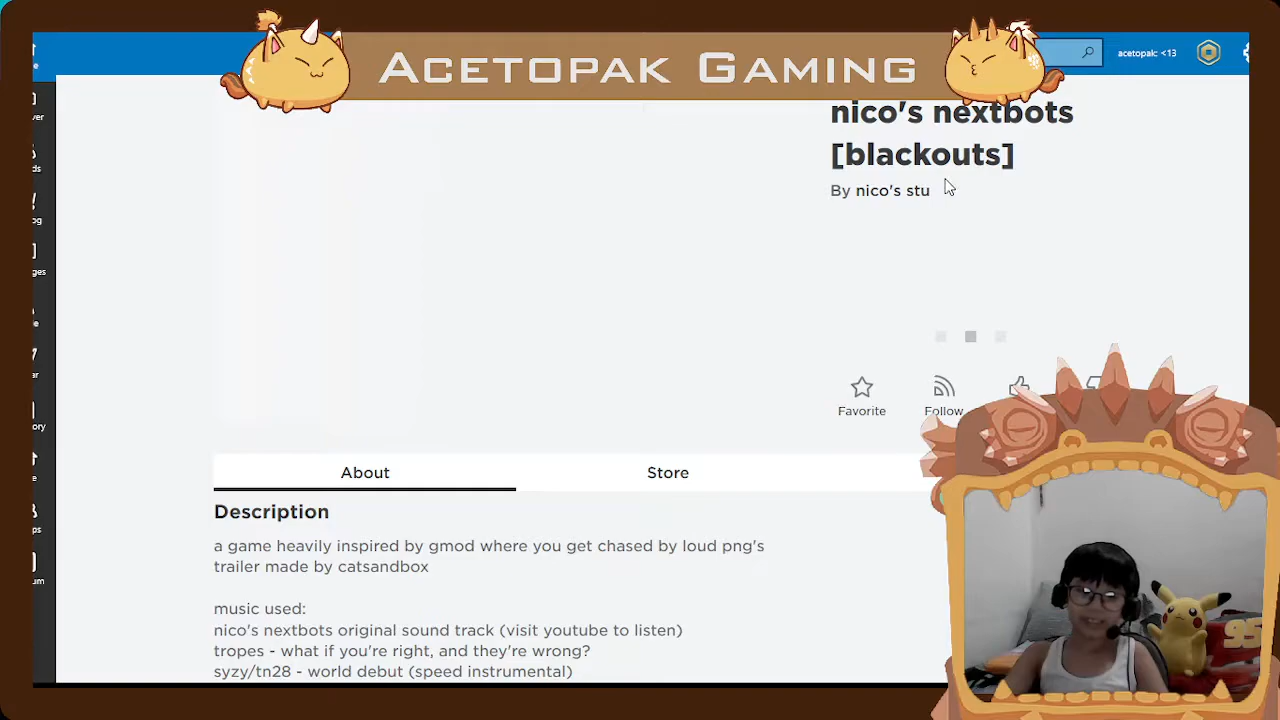 ACETOPAK GAMING
acetopak: <13
nico's nextbots
[blackouts]
By nico's stu
Favorite
Follow
About
Store
Description
a game heavily inspired by gmod where you get chased by loud png's
trailer made by catsandbox
music used:
nico's nextbots original sound track (visit youtube to listen)
tropes - what if you're right, and they're wrong?
syzy/tn28 - world debut (speed instrumental)
95